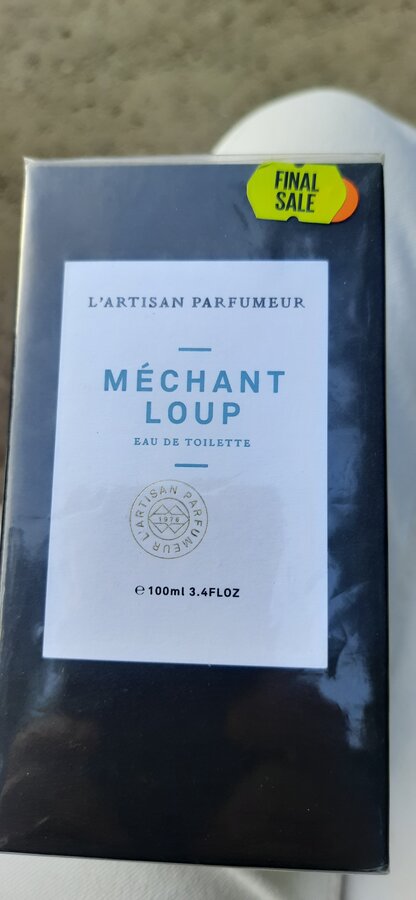 FINAL
SALE
L'ARTISAN PARFUMEUR
MÉCHANT
LOUP
EAU DE TOILETTE
L'ARTISAN PARFUMEUR
1976
℮ 100ml 3.4FLOZ